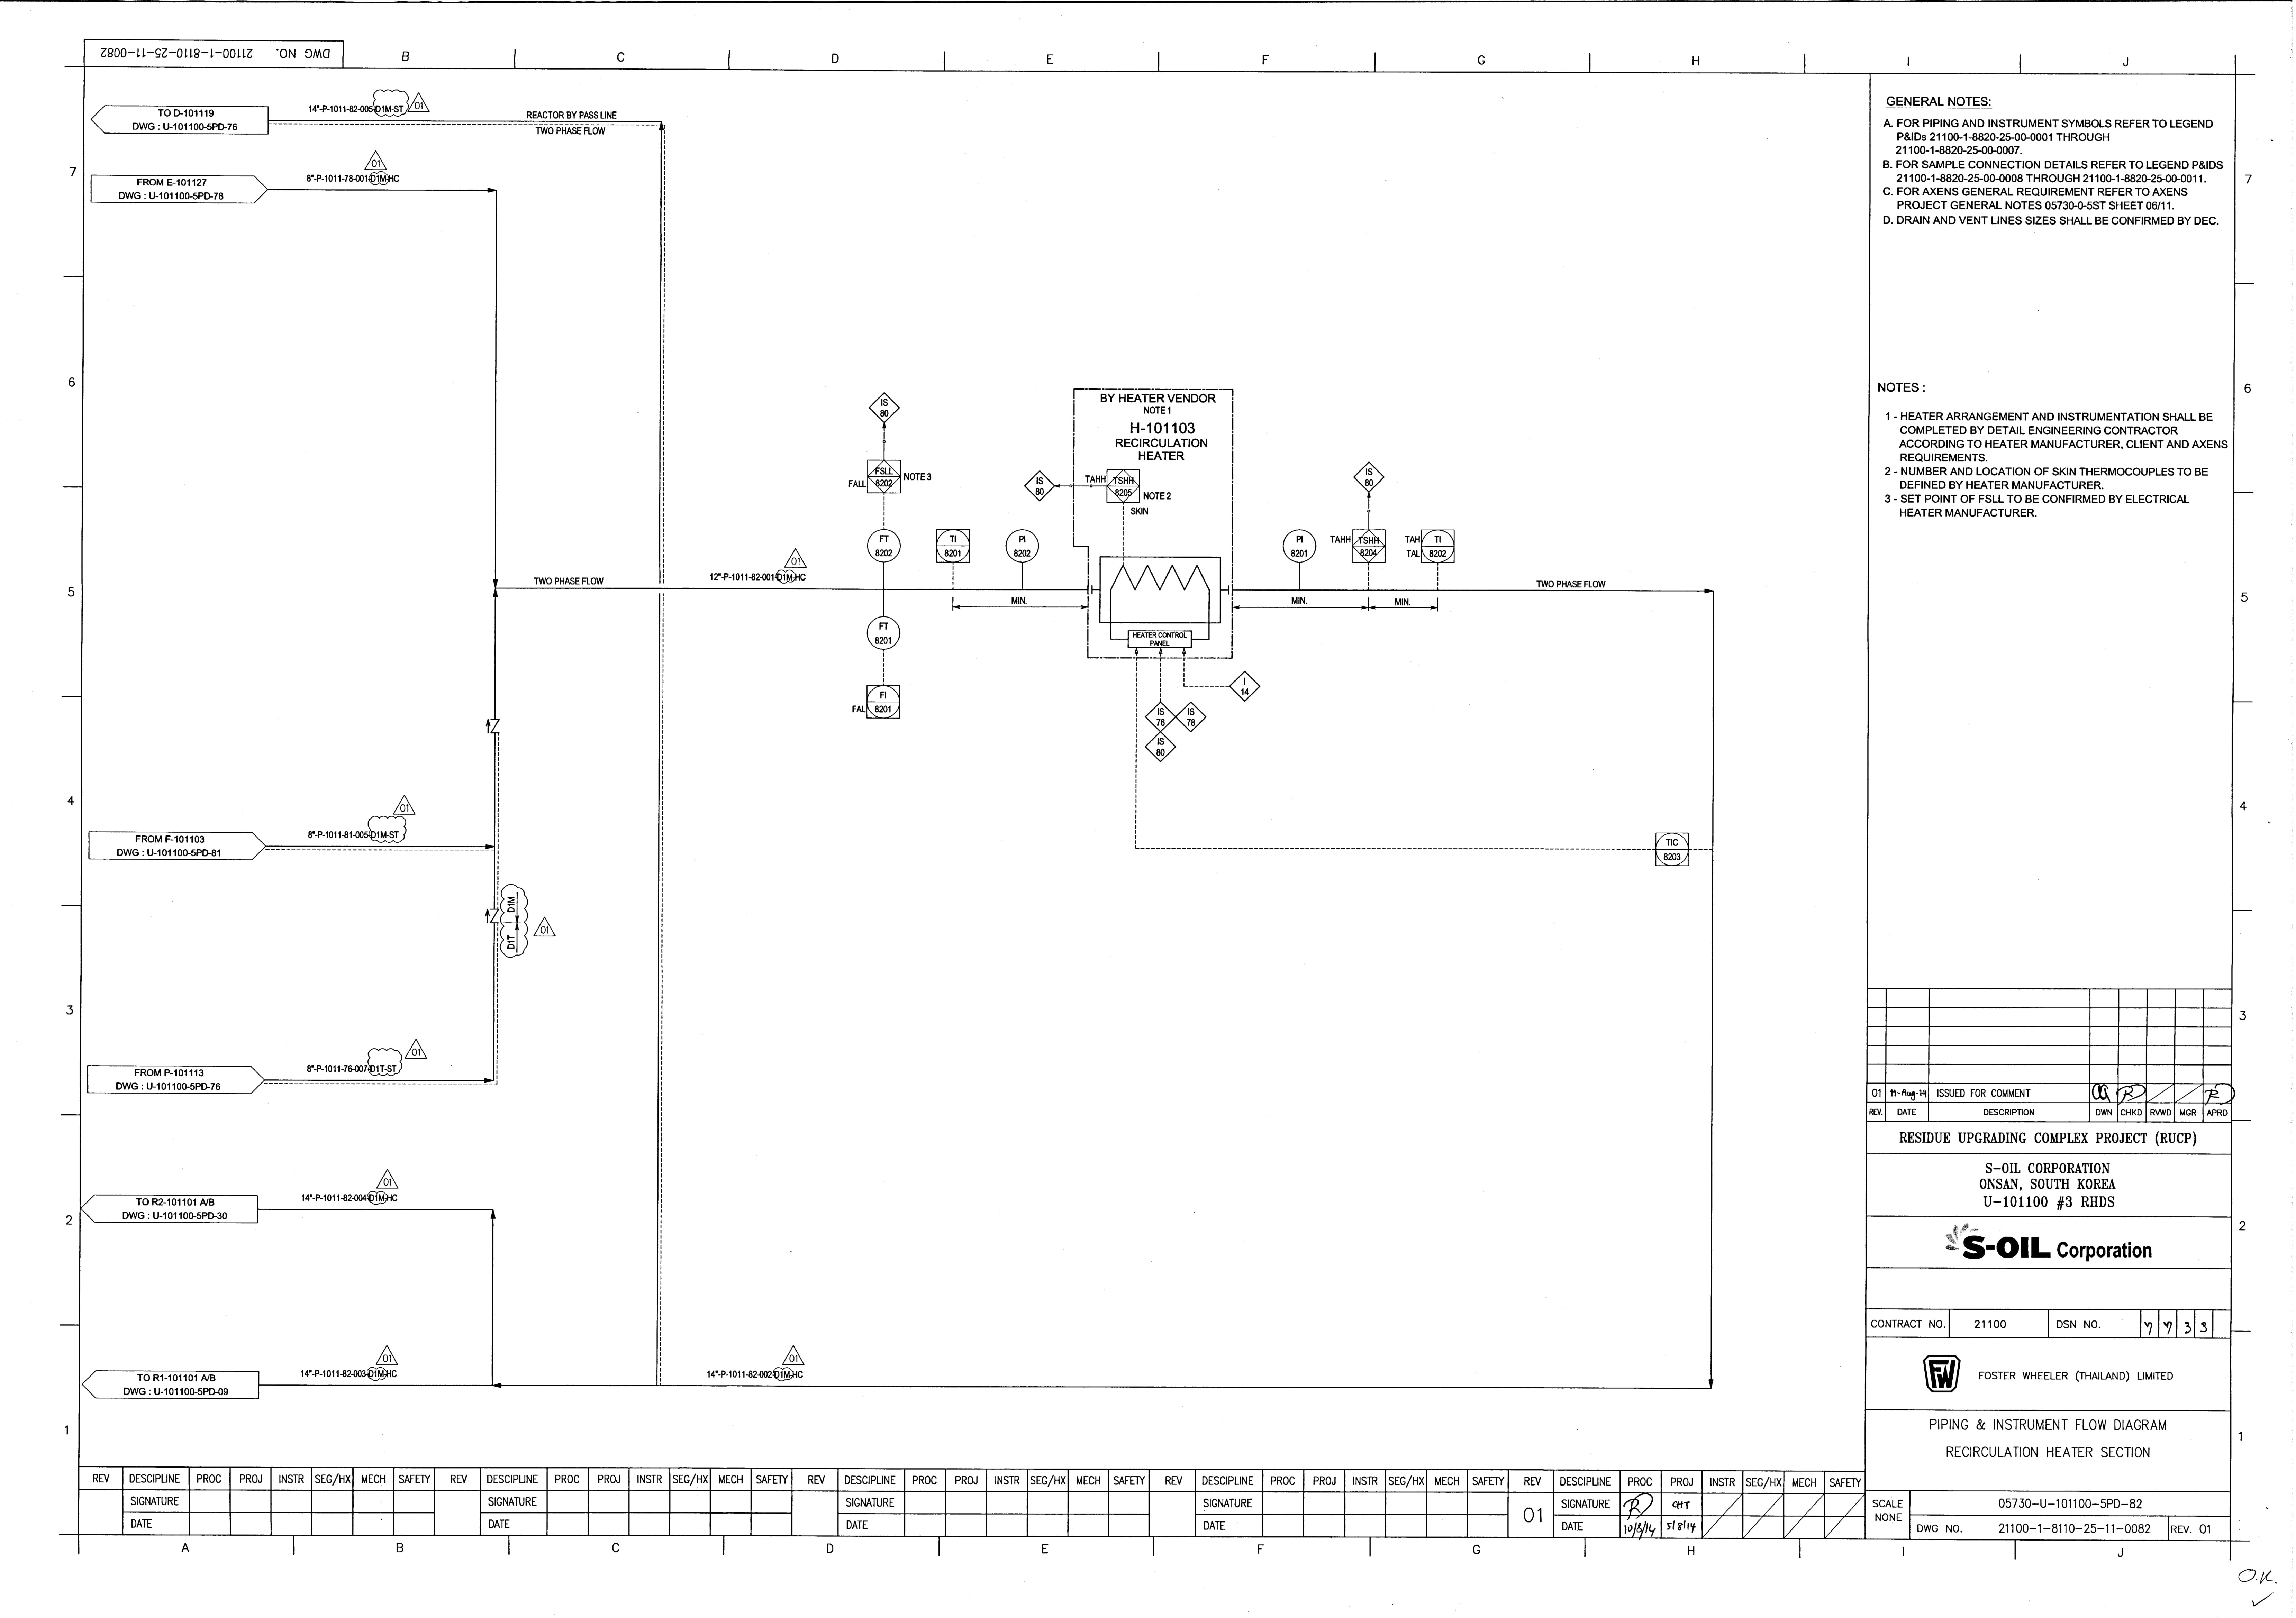 DWG NO. 21100-1-8110-25-11-0082
B C D E F G H I J
7
6
5
4
3
2
1
TO D-101119
DWG : U-101100-5PD-76
14"-P-1011-82-005-D1M-ST
01
REACTOR BY PASS LINE
TWO PHASE FLOW
FROM E-101127
DWG : U-101100-5PD-78
8"-P-1011-78-001-D1M-HC
01
TWO PHASE FLOW
12"-P-1011-82-001-D1M-HC
01
IS
80
FSLL
8202
FALL
NOTE 3
FT
8202
FT
8201
FI
8201
FAL
TI
8201
PI
8202
MIN.
BY HEATER VENDOR
NOTE 1
H-101103
RECIRCULATION
HEATER
IS
80
TAHH
TSHH
8205
NOTE 2
SKIN
HEATER CONTROL
PANEL
IS
76
IS
78
IS
80
I
14
PI
8201
IS
80
TAHH
TSHH
8204
TAH
TAL
TI
8202
MIN.
MIN.
TWO PHASE FLOW
TIC
8203
FROM F-101103
DWG : U-101100-5PD-81
8"-P-1011-81-005-D1M-ST
01
D1M
D1T
01
FROM P-101113
DWG : U-101100-5PD-76
8"-P-1011-76-007-D1T-ST
01
TO R2-101101 A/B
DWG : U-101100-5PD-30
14"-P-1011-82-004-D1M-HC
01
TO R1-101101 A/B
DWG : U-101100-5PD-09
14"-P-1011-82-003-D1M-HC
01
14"-P-1011-82-002-D1M-HC
01
GENERAL NOTES:
A. FOR PIPING AND INSTRUMENT SYMBOLS REFER TO LEGEND
P&IDs 21100-1-8820-25-00-0001 THROUGH
21100-1-8820-25-00-0007.
B. FOR SAMPLE CONNECTION DETAILS REFER TO LEGEND P&IDS
21100-1-8820-25-00-0008 THROUGH 21100-1-8820-25-00-0011.
C. FOR AXENS GENERAL REQUIREMENT REFER TO AXENS
PROJECT GENERAL NOTES 05730-0-5ST SHEET 06/11.
D. DRAIN AND VENT LINES SIZES SHALL BE CONFIRMED BY DEC.
NOTES :
1 - HEATER ARRANGEMENT AND INSTRUMENTATION SHALL BE
COMPLETED BY DETAIL ENGINEERING CONTRACTOR
ACCORDING TO HEATER MANUFACTURER, CLIENT AND AXENS
REQUIREMENTS.
2 - NUMBER AND LOCATION OF SKIN THERMOCOUPLES TO BE
DEFINED BY HEATER MANUFACTURER.
3 - SET POINT OF FSLL TO BE CONFIRMED BY ELECTRICAL
HEATER MANUFACTURER.
7
6
5
4
3
2
1
01 11-Aug-14 ISSUED FOR COMMENT
REV. DATE DESCRIPTION DWN CHKD RVWD MGR APRD
RESIDUE UPGRADING COMPLEX PROJECT (RUCP)
S-OIL CORPORATION
ONSAN, SOUTH KOREA
U-101100 #3 RHDS
S-OIL Corporation
CONTRACT NO. 21100 DSN NO. 7 7 3 3
FW FOSTER WHEELER (THAILAND) LIMITED
PIPING & INSTRUMENT FLOW DIAGRAM
RECIRCULATION HEATER SECTION
SCALE
NONE
05730-U-101100-5PD-82
DWG NO. 21100-1-8110-25-11-0082 REV. 01
REV DESCIPLINE PROC PROJ INSTR SEG/HX MECH SAFETY REV DESCIPLINE PROC PROJ INSTR SEG/HX MECH SAFETY REV DESCIPLINE PROC PROJ INSTR SEG/HX MECH SAFETY REV DESCIPLINE PROC PROJ INSTR SEG/HX MECH SAFETY REV DESCIPLINE PROC PROJ INSTR SEG/HX MECH SAFETY
SIGNATURE SIGNATURE SIGNATURE SIGNATURE 01 SIGNATURE CHT
DATE DATE DATE DATE DATE 10/8/14 5/8/14
A B C D E F G H I J
O.K.